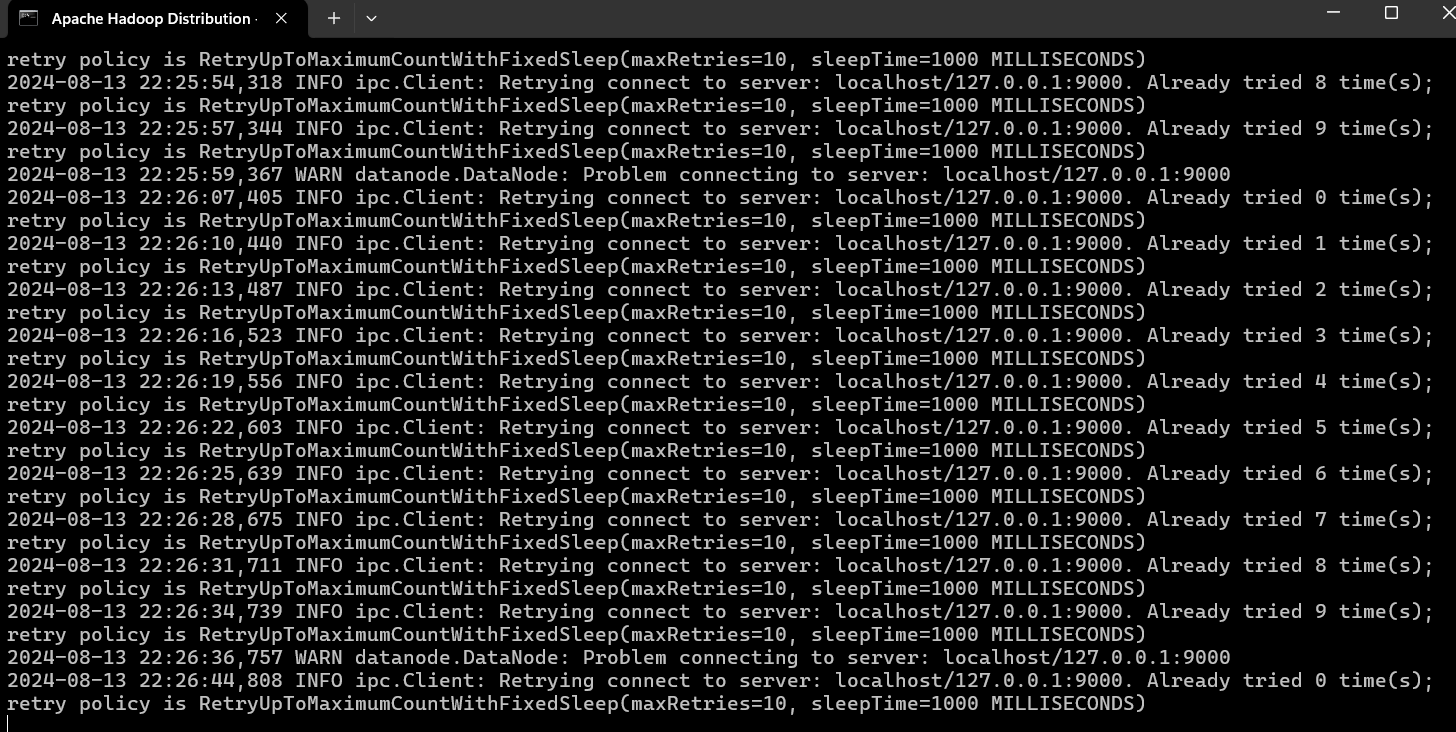 Apache Hadoop Distribution ·
retry policy is RetryUpToMaximumCountWithFixedSleep(maxRetries=10, sleepTime=1000 MILLISECONDS)
2024-08-13 22:25:54,318 INFO ipc.Client: Retrying connect to server: localhost/127.0.0.1:9000. Already tried 8 time(s);
retry policy is RetryUpToMaximumCountWithFixedSleep(maxRetries=10, sleepTime=1000 MILLISECONDS)
2024-08-13 22:25:57,344 INFO ipc.Client: Retrying connect to server: localhost/127.0.0.1:9000. Already tried 9 time(s);
retry policy is RetryUpToMaximumCountWithFixedSleep(maxRetries=10, sleepTime=1000 MILLISECONDS)
2024-08-13 22:25:59,367 WARN datanode.DataNode: Problem connecting to server: localhost/127.0.0.1:9000
2024-08-13 22:26:07,405 INFO ipc.Client: Retrying connect to server: localhost/127.0.0.1:9000. Already tried 0 time(s);
retry policy is RetryUpToMaximumCountWithFixedSleep(maxRetries=10, sleepTime=1000 MILLISECONDS)
2024-08-13 22:26:10,440 INFO ipc.Client: Retrying connect to server: localhost/127.0.0.1:9000. Already tried 1 time(s);
retry policy is RetryUpToMaximumCountWithFixedSleep(maxRetries=10, sleepTime=1000 MILLISECONDS)
2024-08-13 22:26:13,487 INFO ipc.Client: Retrying connect to server: localhost/127.0.0.1:9000. Already tried 2 time(s);
retry policy is RetryUpToMaximumCountWithFixedSleep(maxRetries=10, sleepTime=1000 MILLISECONDS)
2024-08-13 22:26:16,523 INFO ipc.Client: Retrying connect to server: localhost/127.0.0.1:9000. Already tried 3 time(s);
retry policy is RetryUpToMaximumCountWithFixedSleep(maxRetries=10, sleepTime=1000 MILLISECONDS)
2024-08-13 22:26:19,556 INFO ipc.Client: Retrying connect to server: localhost/127.0.0.1:9000. Already tried 4 time(s);
retry policy is RetryUpToMaximumCountWithFixedSleep(maxRetries=10, sleepTime=1000 MILLISECONDS)
2024-08-13 22:26:22,603 INFO ipc.Client: Retrying connect to server: localhost/127.0.0.1:9000. Already tried 5 time(s);
retry policy is RetryUpToMaximumCountWithFixedSleep(maxRetries=10, sleepTime=1000 MILLISECONDS)
2024-08-13 22:26:25,639 INFO ipc.Client: Retrying connect to server: localhost/127.0.0.1:9000. Already tried 6 time(s);
retry policy is RetryUpToMaximumCountWithFixedSleep(maxRetries=10, sleepTime=1000 MILLISECONDS)
2024-08-13 22:26:28,675 INFO ipc.Client: Retrying connect to server: localhost/127.0.0.1:9000. Already tried 7 time(s);
retry policy is RetryUpToMaximumCountWithFixedSleep(maxRetries=10, sleepTime=1000 MILLISECONDS)
2024-08-13 22:26:31,711 INFO ipc.Client: Retrying connect to server: localhost/127.0.0.1:9000. Already tried 8 time(s);
retry policy is RetryUpToMaximumCountWithFixedSleep(maxRetries=10, sleepTime=1000 MILLISECONDS)
2024-08-13 22:26:34,739 INFO ipc.Client: Retrying connect to server: localhost/127.0.0.1:9000. Already tried 9 time(s);
retry policy is RetryUpToMaximumCountWithFixedSleep(maxRetries=10, sleepTime=1000 MILLISECONDS)
2024-08-13 22:26:36,757 WARN datanode.DataNode: Problem connecting to server: localhost/127.0.0.1:9000
2024-08-13 22:26:44,808 INFO ipc.Client: Retrying connect to server: localhost/127.0.0.1:9000. Already tried 0 time(s);
retry policy is RetryUpToMaximumCountWithFixedSleep(maxRetries=10, sleepTime=1000 MILLISECONDS)